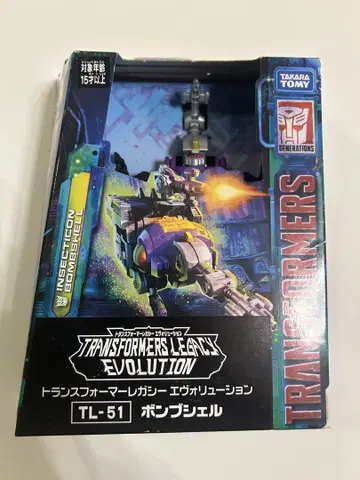 対象年齢
15才以上
TAKARA
TOMY
GENERATIONS
TRANSFORMERS
INSECTICON
BOMBSHELL
トランスフォーマーレガシー エヴォリューション
TRANSFORMERS LEGACY
EVOLUTION
トランスフォーマーレガシー エヴォリューション
TL-51 ボンブシェル